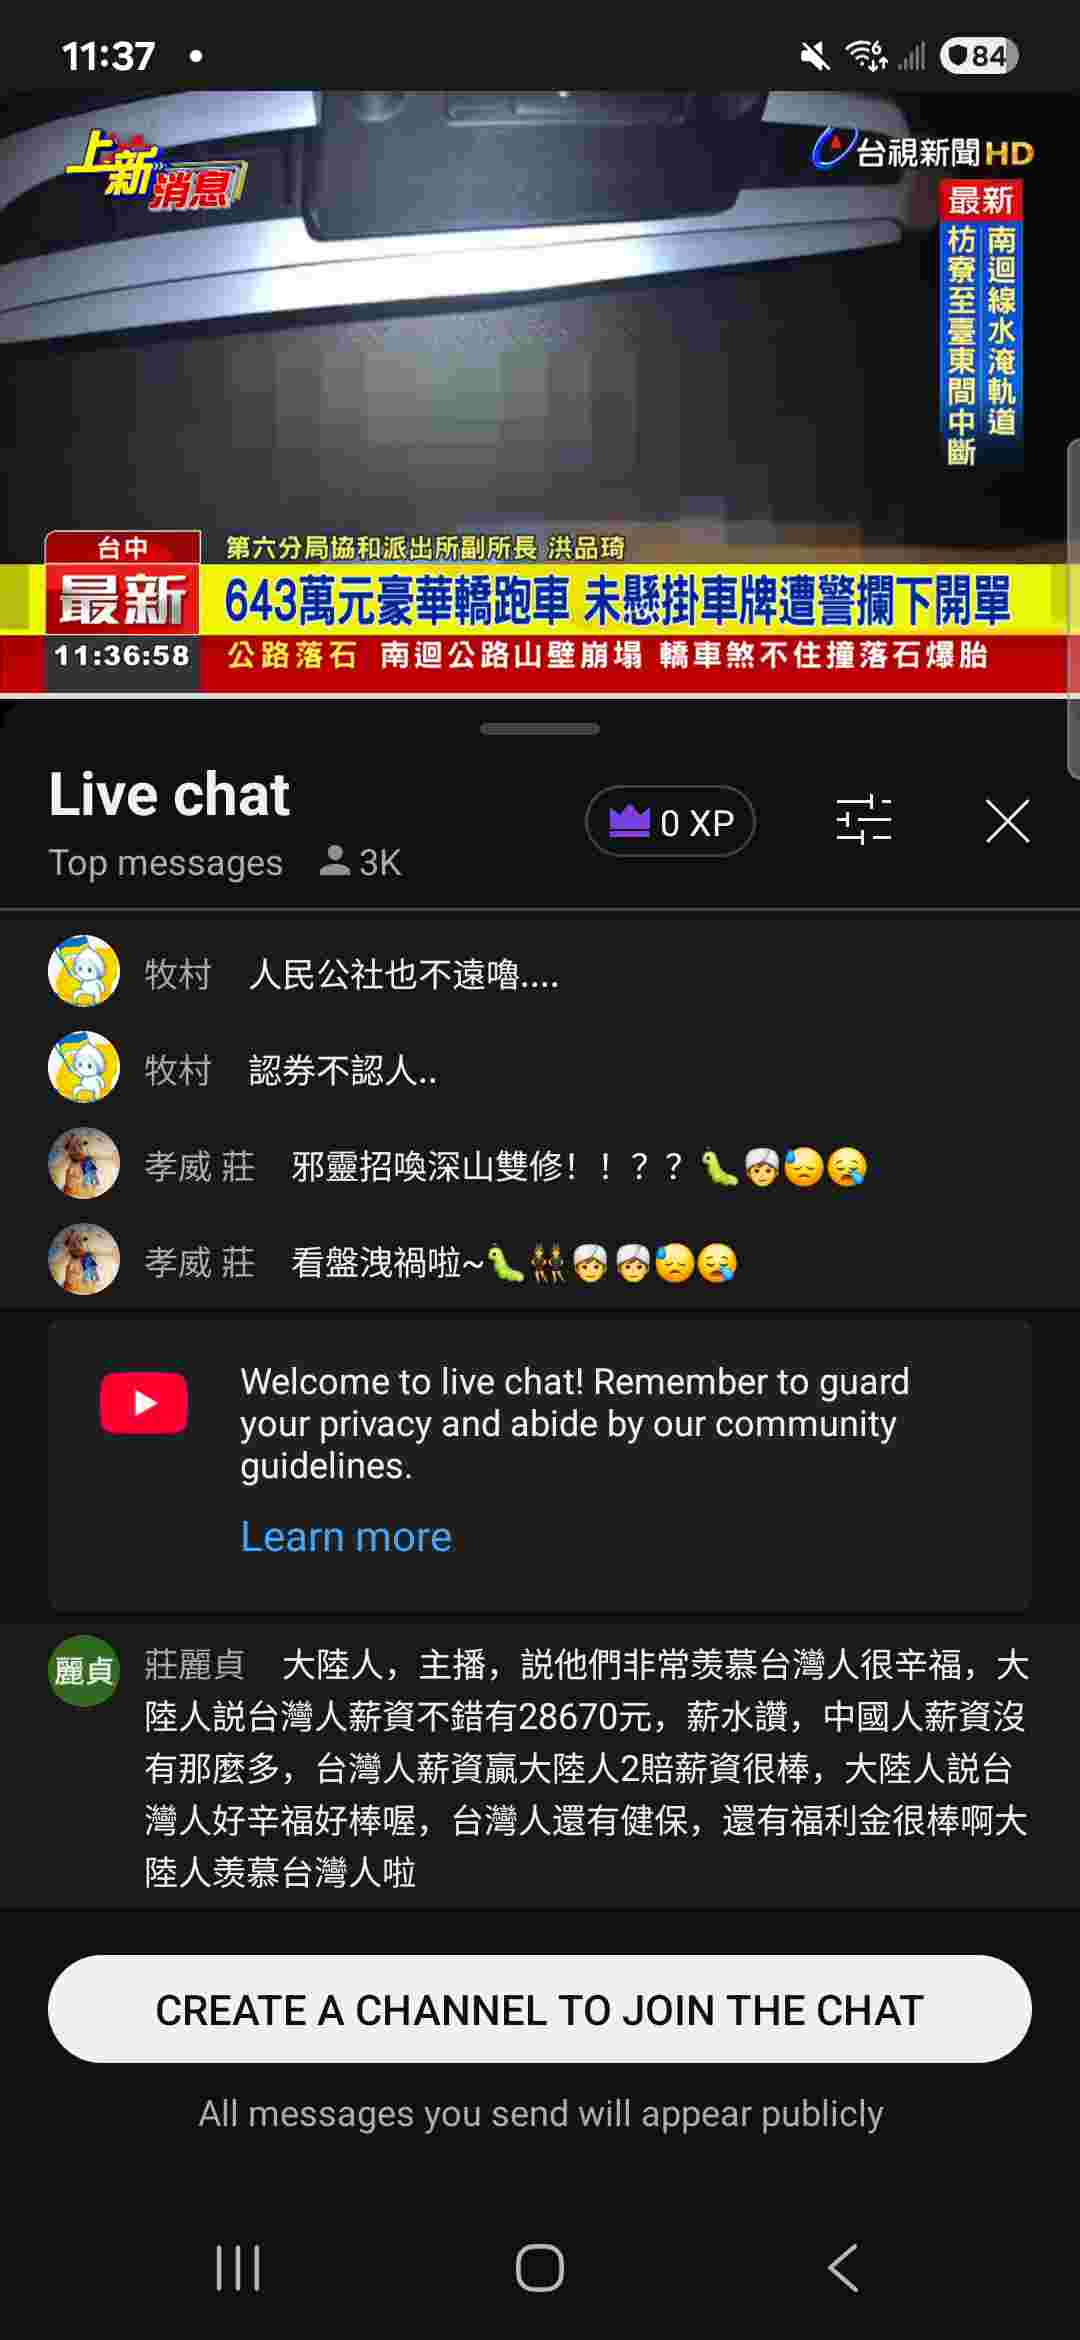 11:37
84
上新消息
台視新聞HD
最新
南迴線水淹軌道
枋寮至臺東間中斷
台中
第六分局協和派出所副所長 洪品琦
最新
643萬元豪華轎跑車 未懸掛車牌遭警攔下開單
11:36:58
公路落石 南迴公路山壁崩塌 轎車煞不住撞落石爆胎
Live chat
0 XP
Top messages 3K
牧村 人民公社也不遠嚕....
牧村 認券不認人..
孝威 莊 邪靈招喚深山雙修！！？？🐛👳😓😪
孝威 莊 看盤洩禍啦~🐛👯👳👳😓😪
Welcome to live chat! Remember to guard
your privacy and abide by our community
guidelines.
Learn more
麗貞
莊麗貞 大陸人，主播，説他們非常羨慕台灣人很辛福，大
陸人説台灣人薪資不錯有28670元，薪水讚，中國人薪資沒
有那麼多，台灣人薪資贏大陸人2賠薪資很棒，大陸人説台
灣人好辛福好棒喔，台灣人還有健保，還有福利金很棒啊大
陸人羨慕台灣人啦
CREATE A CHANNEL TO JOIN THE CHAT
All messages you send will appear publicly